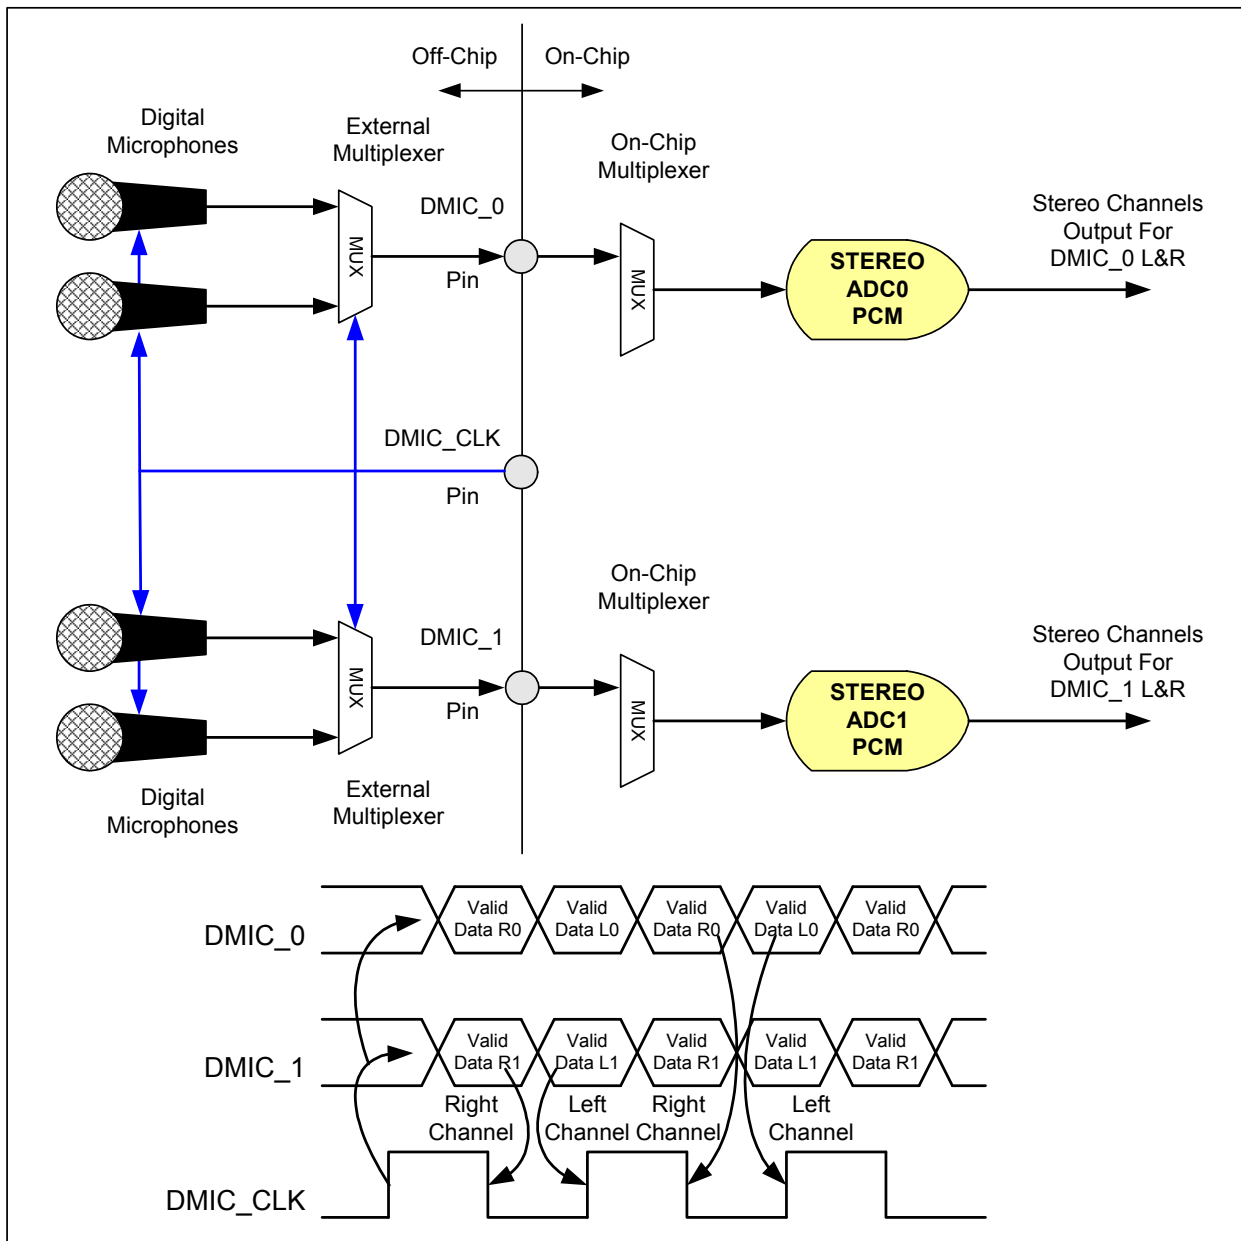 Off-Chip
On-Chip
Digital
Microphones
External
Multiplexer
On-Chip
Multiplexer
DMIC_0
MUX
Pin
MUX
STEREO
ADC0
PCM
Stereo Channels
Output For
DMIC_0 L&R
DMIC_CLK
Pin
On-Chip
Multiplexer
DMIC_1
MUX
Pin
MUX
STEREO
ADC1
PCM
Stereo Channels
Output For
DMIC_1 L&R
Digital
Microphones
External
Multiplexer
DMIC_0
Valid
Data R0
Valid
Data L0
Valid
Data R0
Valid
Data L0
Valid
Data R0
DMIC_1
Valid
Data R1
Valid
Data L1
Valid
Data R1
Valid
Data L1
Valid
Data R1
Right
Channel
Left
Channel
Right
Channel
Left
Channel
DMIC_CLK